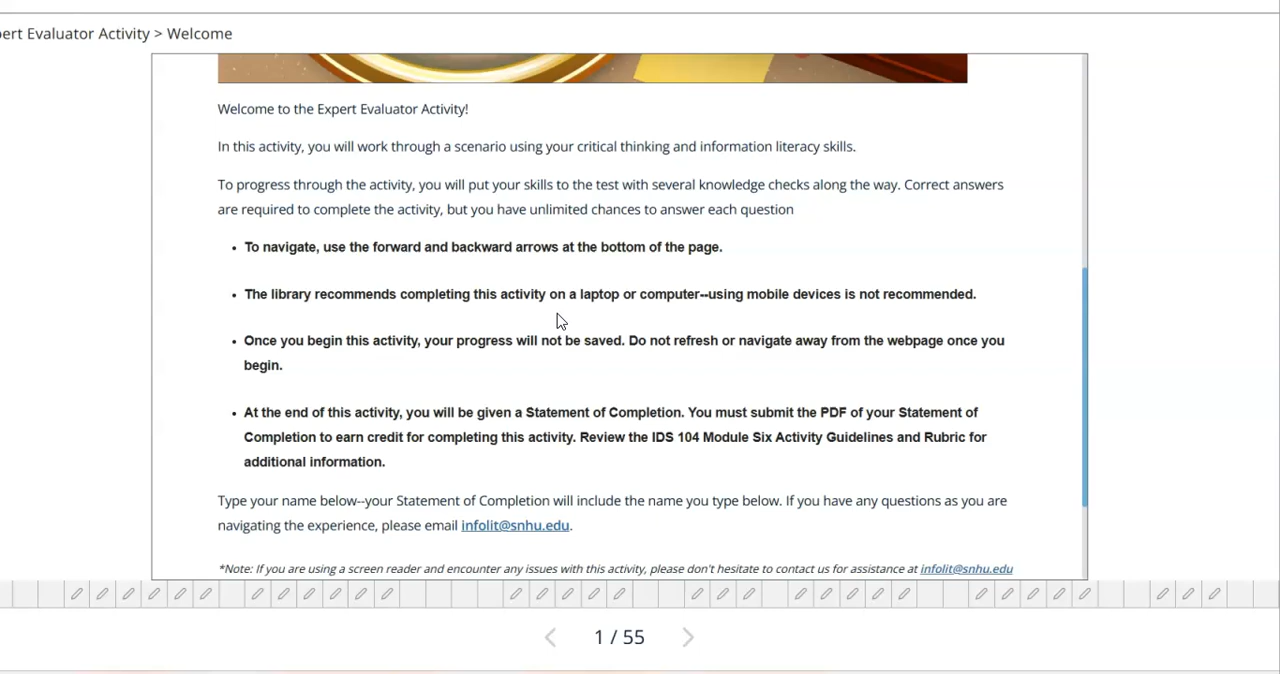 ert Evaluator Activity > Welcome
Welcome to the Expert Evaluator Activity!
In this activity, you will work through a scenario using your critical thinking and information literacy skills.
To progress through the activity, you will put your skills to the test with several knowledge checks along the way. Correct answers
are required to complete the activity, but you have unlimited chances to answer each question
• To navigate, use the forward and backward arrows at the bottom of the page.
• The library recommends completing this activity on a laptop or computer--using mobile devices is not recommended.
• Once you begin this activity, your progress will not be saved. Do not refresh or navigate away from the webpage once you
begin.
• At the end of this activity, you will be given a Statement of Completion. You must submit the PDF of your Statement of
Completion to earn credit for completing this activity. Review the IDS 104 Module Six Activity Guidelines and Rubric for
additional information.
Type your name below--your Statement of Completion will include the name you type below. If you have any questions as you are
navigating the experience, please email infolit@snhu.edu.
*Note: If you are using a screen reader and encounter any issues with this activity, please don't hesitate to contact us for assistance at infolit@snhu.edu
1 / 55